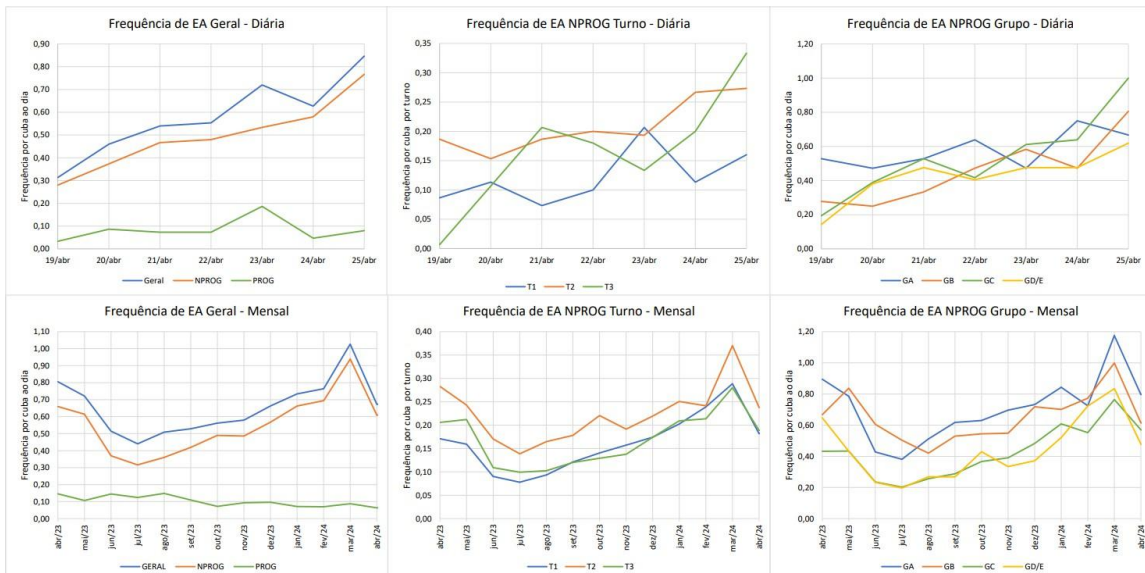 Frequência de EA Geral - Diária
Frequência por cuba ao dia
0,90
0,80
0,70
0,60
0,50
0,40
0,30
0,20
0,10
0,00
19/abr 20/abr 21/abr 22/abr 23/abr 24/abr 25/abr
Geral NPROG PROG
Frequência de EA NPROG Turno - Diária
Frequência por cuba por turno
0,35
0,30
0,25
0,20
0,15
0,10
0,05
0,00
19/abr 20/abr 21/abr 22/abr 23/abr 24/abr 25/abr
T1 T2 T3
Frequência de EA NPROG Grupo - Diária
Frequência por cuba ao dia
1,20
1,00
0,80
0,60
0,40
0,20
0,00
19/abr 20/abr 21/abr 22/abr 23/abr 24/abr 25/abr
GA GB GC GD/E
Frequência de EA Geral - Mensal
Frequência por cuba ao dia
1,10
1,00
0,90
0,80
0,70
0,60
0,50
0,40
0,30
0,20
0,10
0,00
abr/23 mai/23 jun/23 jul/23 ago/23 set/23 out/23 nov/23 dez/23 jan/24 fev/24 mar/24 abr/24
GERAL NPROG PROG
Frequência de EA NPROG Turno - Mensal
Frequência por cuba por turno
0,40
0,35
0,30
0,25
0,20
0,15
0,10
0,05
0,00
abr/23 mai/23 jun/23 jul/23 ago/23 set/23 out/23 nov/23 dez/23 jan/24 fev/24 mar/24 abr/24
T1 T2 T3
Frequência de EA NPROG Grupo - Mensal
Frequência por cuba ao dia
1,20
1,00
0,80
0,60
0,40
0,20
0,00
abr/23 mai/23 jun/23 jul/23 ago/23 set/23 out/23 nov/23 dez/23 jan/24 fev/24 mar/24 abr/24
GA GB GC GD/E